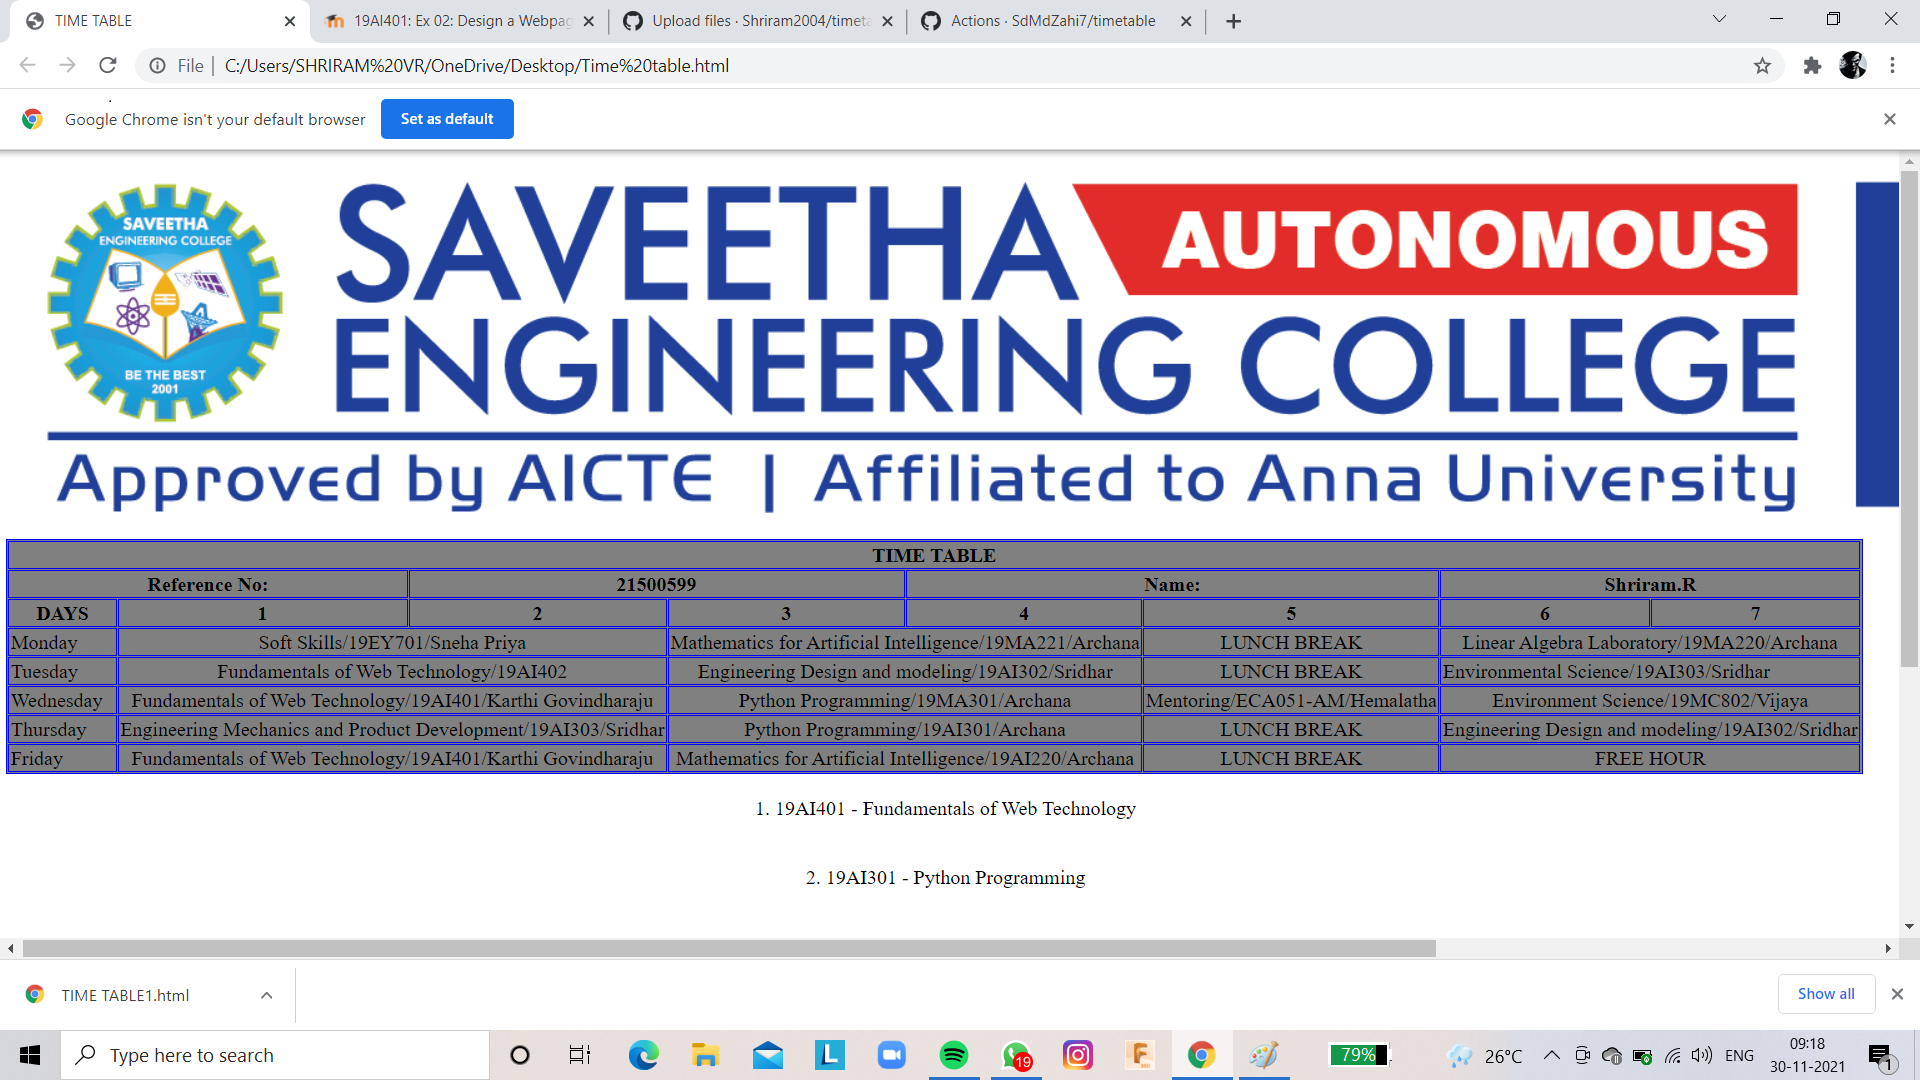 TIME TABLE
19AI401: Ex 02: Design a Webpag
Upload files · Shriram2004/timeta
Actions · SdMdZahi7/timetable
File
C:/Users/SHRIRAM%20VR/OneDrive/Desktop/Time%20table.html
Google Chrome isn't your default browser
Set as default
SAVEETHA
ENGINEERING COLLEGE
BE THE BEST
2001
SAVEETHA AUTONOMOUS
ENGINEERING COLLEGE
Approved by AICTE | Affiliated to Anna University
TIME TABLE
Reference No: 21500599 Name: Shriram.R
DAYS 1 2 3 4 5 6 7
Monday Soft Skills/19EY701/Sneha Priya Mathematics for Artificial Intelligence/19MA221/Archana LUNCH BREAK Linear Algebra Laboratory/19MA220/Archana
Tuesday Fundamentals of Web Technology/19AI402 Engineering Design and modeling/19AI302/Sridhar LUNCH BREAK Environmental Science/19AI303/Sridhar
Wednesday Fundamentals of Web Technology/19AI401/Karthi Govindharaju Python Programming/19MA301/Archana Mentoring/ECA051-AM/Hemalatha Environment Science/19MC802/Vijaya
Thursday Engineering Mechanics and Product Development/19AI303/Sridhar Python Programming/19AI301/Archana LUNCH BREAK Engineering Design and modeling/19AI302/Sridhar
Friday Fundamentals of Web Technology/19AI401/Karthi Govindharaju Mathematics for Artificial Intelligence/19AI220/Archana LUNCH BREAK FREE HOUR
1. 19AI401 - Fundamentals of Web Technology
2. 19AI301 - Python Programming
TIME TABLE1.html
Show all
Type here to search
L
19
F
79%
26°C
ENG
09:18
30-11-2021
1